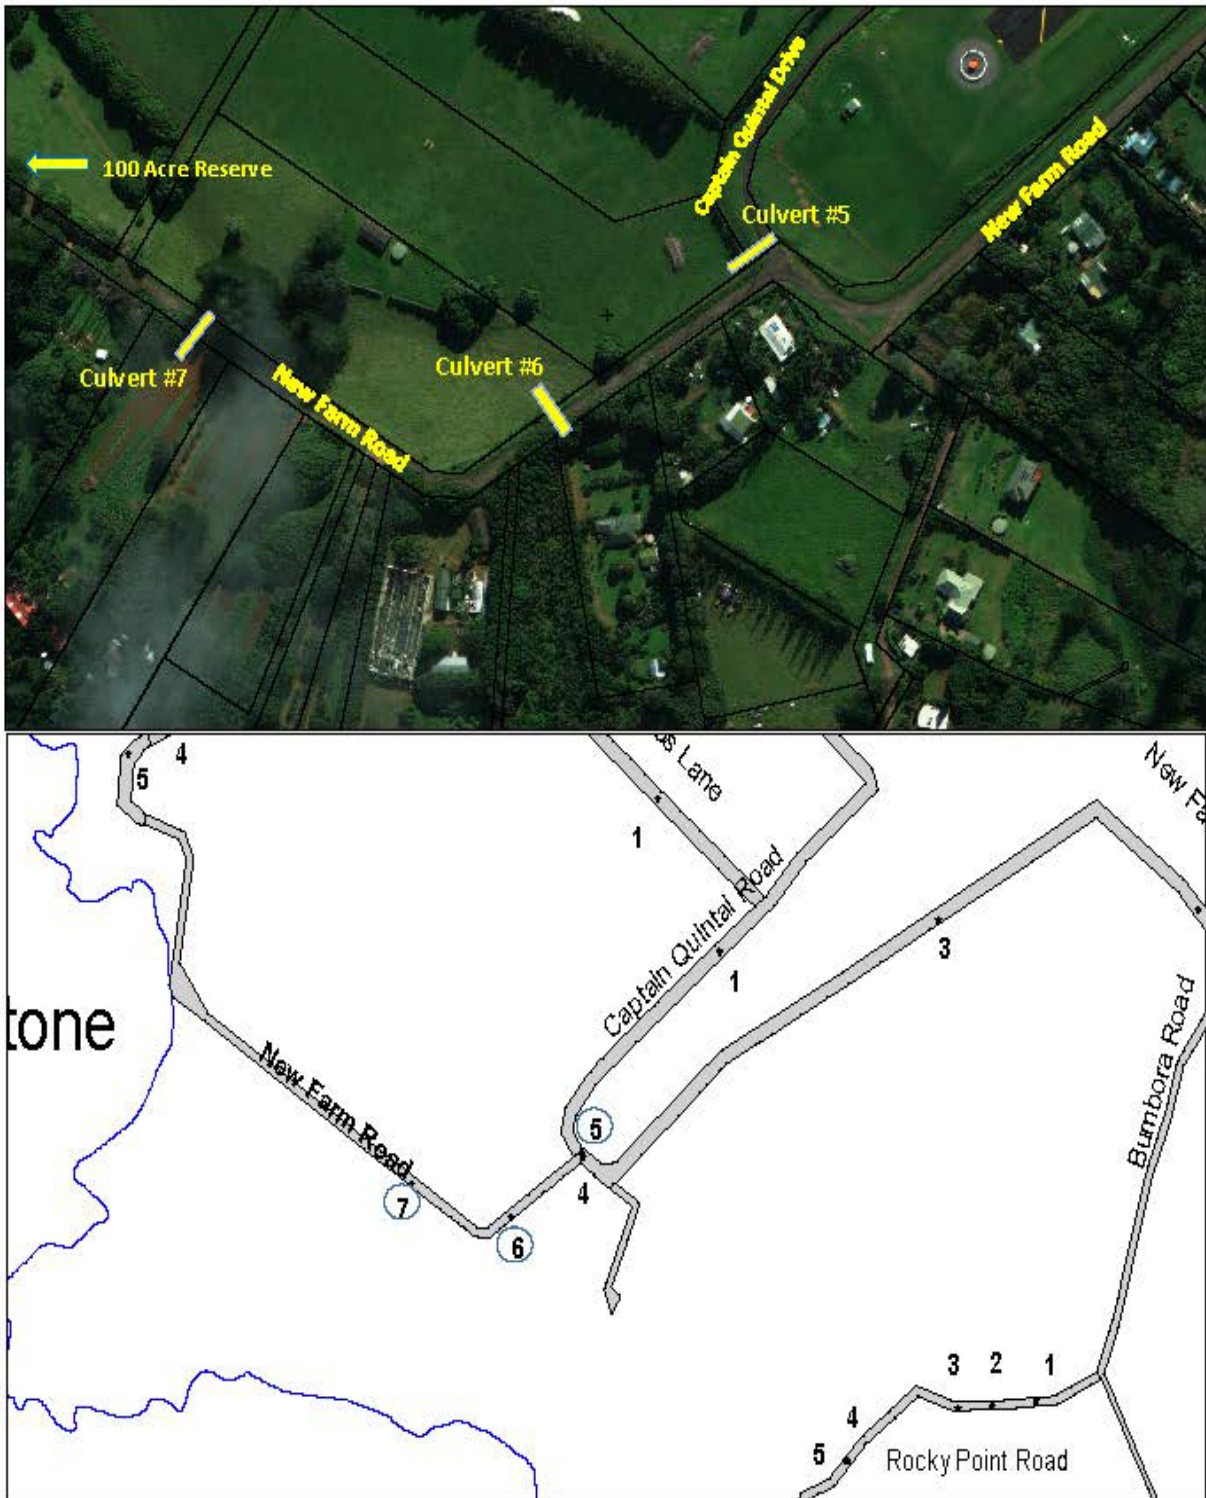 Captain Quintal Drive
New Farm Road
100 Acre Reserve
Culvert #5
Culvert #6
Culvert #7
New Farm Road
4
5
Lane
New
1
Captain Quintal Road
3
1
tone
Bumbora Road
New Farm Road
5
7
4
6
3
2
1
4
5
Rocky Point Road